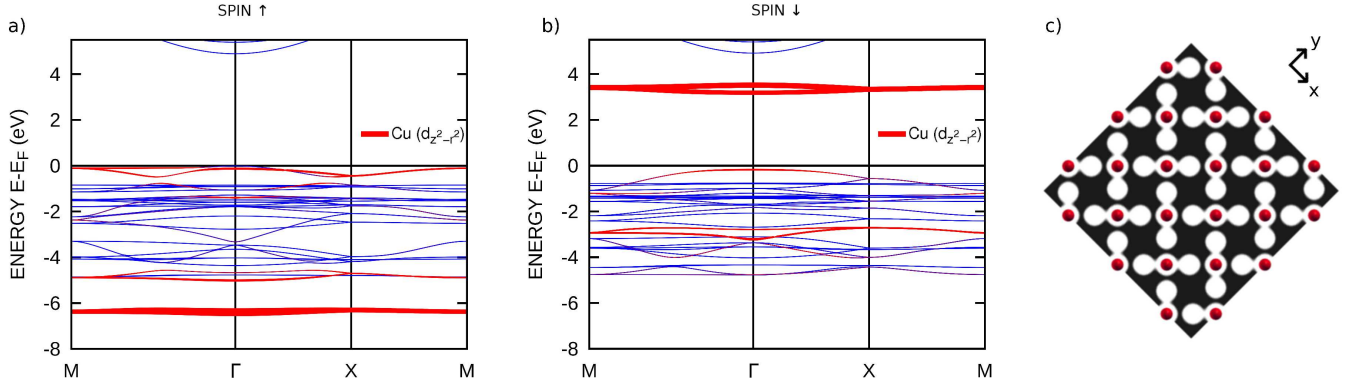 SPIN ↑
a)
ENERGY E-E_F (eV)
4
2
0
-2
-4
-6
-8
M
Γ
X
M
Cu (d_z²−r²)
SPIN ↓
b)
ENERGY E-E_F (eV)
4
2
0
-2
-4
-6
-8
M
Γ
X
M
Cu (d_z²−r²)
c)
y
x